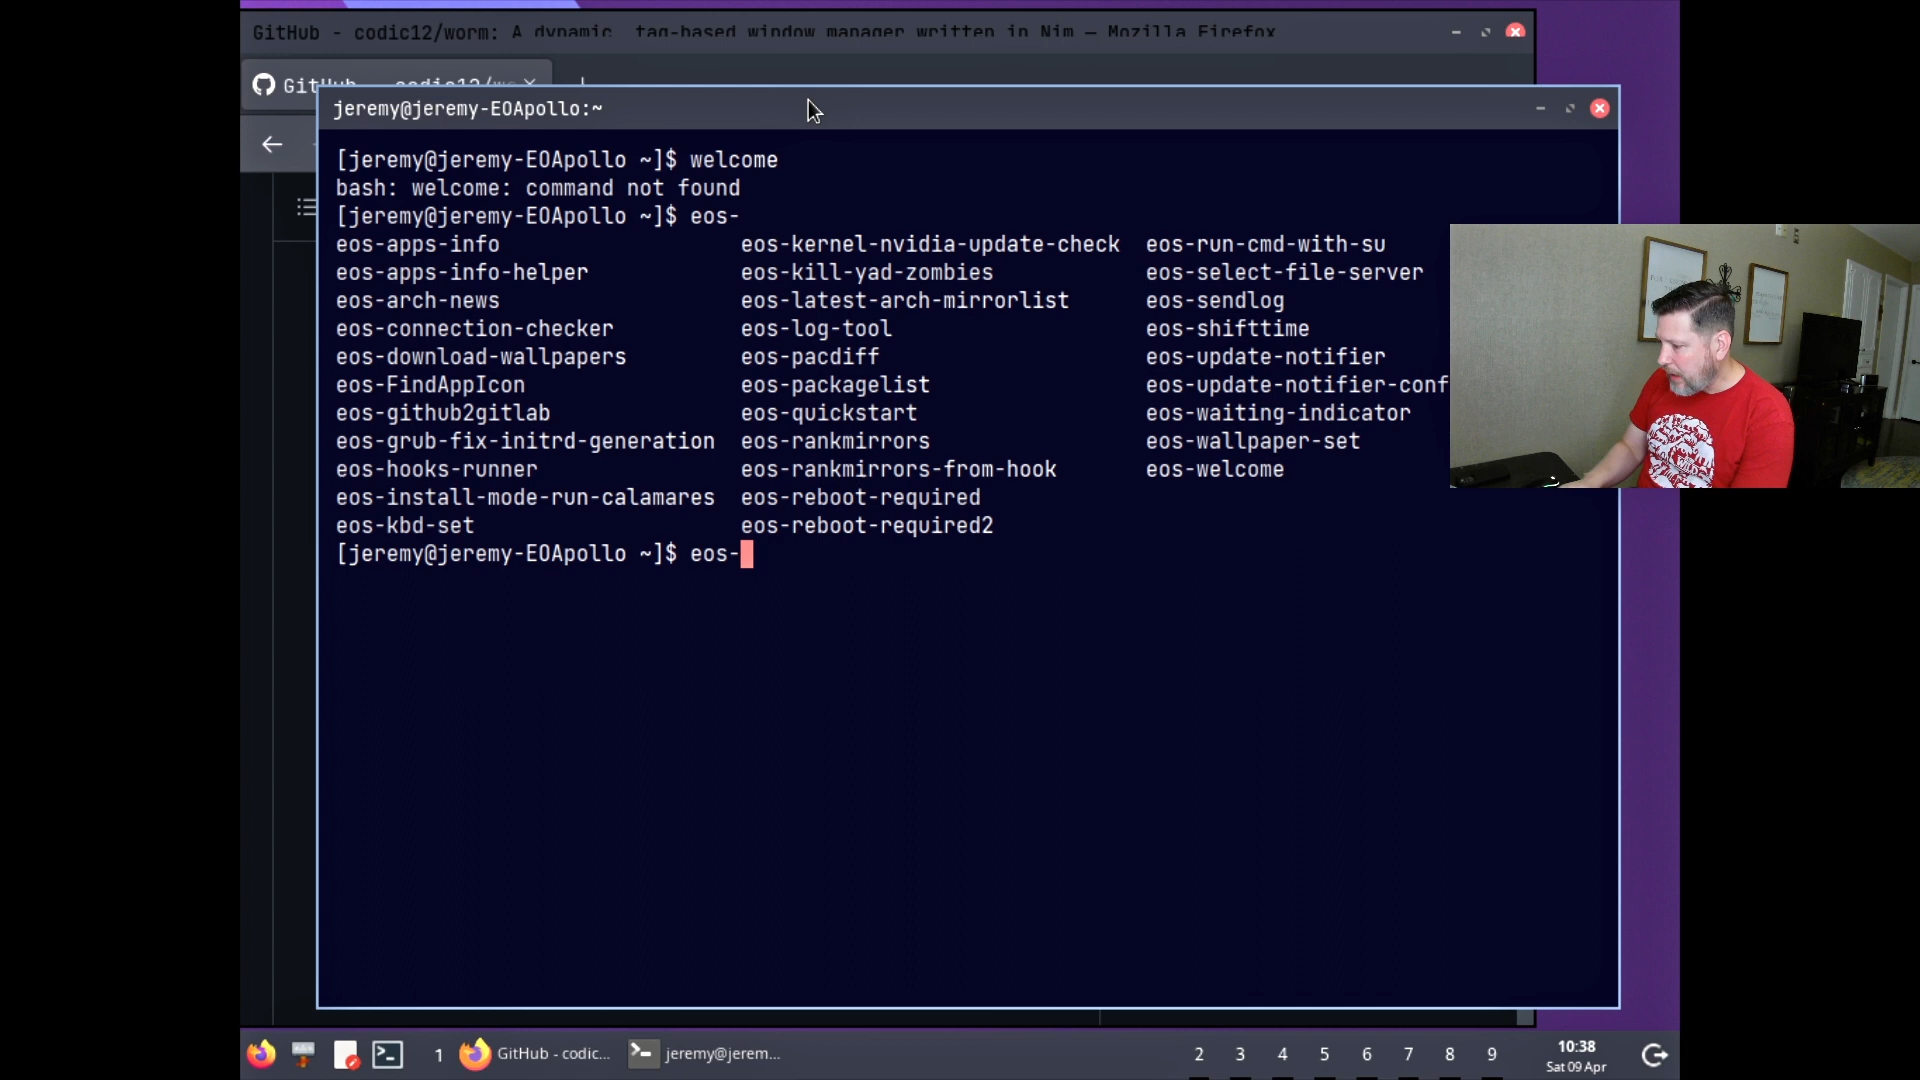 GitHub - codic12/worm: A dynamic, tag-based window manager written in Nim — Mozilla Firefox
GitHub - codic12/wo
jeremy@jeremy-EOApollo:~
[jeremy@jeremy-EOApollo ~]$ welcome
bash: welcome: command not found
[jeremy@jeremy-EOApollo ~]$ eos-
eos-apps-info eos-kernel-nvidia-update-check eos-run-cmd-with-su
eos-apps-info-helper eos-kill-yad-zombies eos-select-file-server
eos-arch-news eos-latest-arch-mirrorlist eos-sendlog
eos-connection-checker eos-log-tool eos-shifttime
eos-download-wallpapers eos-pacdiff eos-update-notifier
eos-FindAppIcon eos-packagelist eos-update-notifier-conf
eos-github2gitlab eos-quickstart eos-waiting-indicator
eos-grub-fix-initrd-generation eos-rankmirrors eos-wallpaper-set
eos-hooks-runner eos-rankmirrors-from-hook eos-welcome
eos-install-mode-run-calamares eos-reboot-required
eos-kbd-set eos-reboot-required2
[jeremy@jeremy-EOApollo ~]$ eos-
1 GitHub - codic... jeremy@jerem... 2 3 4 5 6 7 8 9 10:38
Sat 09 Apr